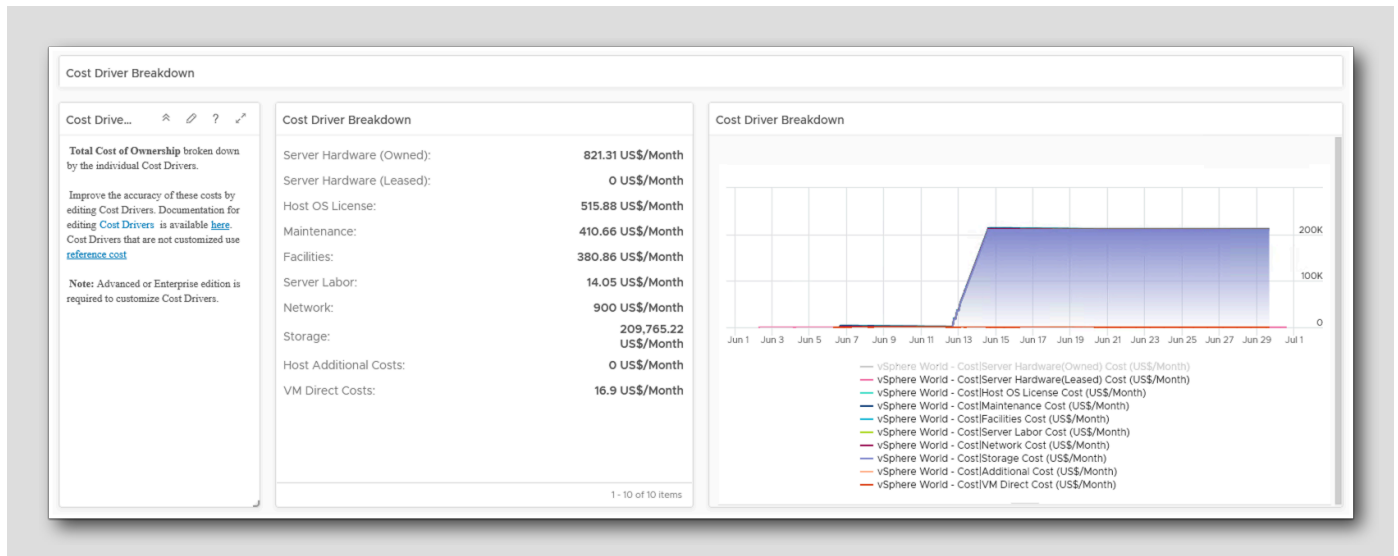 Cost Driver Breakdown
Cost Drive...
?
Total Cost of Ownership broken down
by the individual Cost Drivers.
Improve the accuracy of these costs by
editing Cost Drivers. Documentation for
editing Cost Drivers is available here.
Cost Drivers that are not customized use
reference cost
Note: Advanced or Enterprise edition is
required to customize Cost Drivers.
Cost Driver Breakdown
Server Hardware (Owned): 821.31 US$/Month
Server Hardware (Leased): 0 US$/Month
Host OS License: 515.88 US$/Month
Maintenance: 410.66 US$/Month
Facilities: 380.86 US$/Month
Server Labor: 14.05 US$/Month
Network: 900 US$/Month
Storage: 209,765.22
US$/Month
Host Additional Costs: 0 US$/Month
VM Direct Costs: 16.9 US$/Month
1 - 10 of 10 items
Cost Driver Breakdown
200K
100K
0
Jun 1 Jun 3 Jun 5 Jun 7 Jun 9 Jun 11 Jun 13 Jun 15 Jun 17 Jun 19 Jun 21 Jun 23 Jun 25 Jun 27 Jun 29 Jul 1
vSphere World - Cost|Server Hardware(Owned) Cost (US$/Month)
vSphere World - Cost|Server Hardware(Leased) Cost (US$/Month)
vSphere World - Cost|Host OS License Cost (US$/Month)
vSphere World - Cost|Maintenance Cost (US$/Month)
vSphere World - Cost|Facilities Cost (US$/Month)
vSphere World - Cost|Server Labor Cost (US$/Month)
vSphere World - Cost|Network Cost (US$/Month)
vSphere World - Cost|Storage Cost (US$/Month)
vSphere World - Cost|Additional Cost (US$/Month)
vSphere World - Cost|VM Direct Cost (US$/Month)